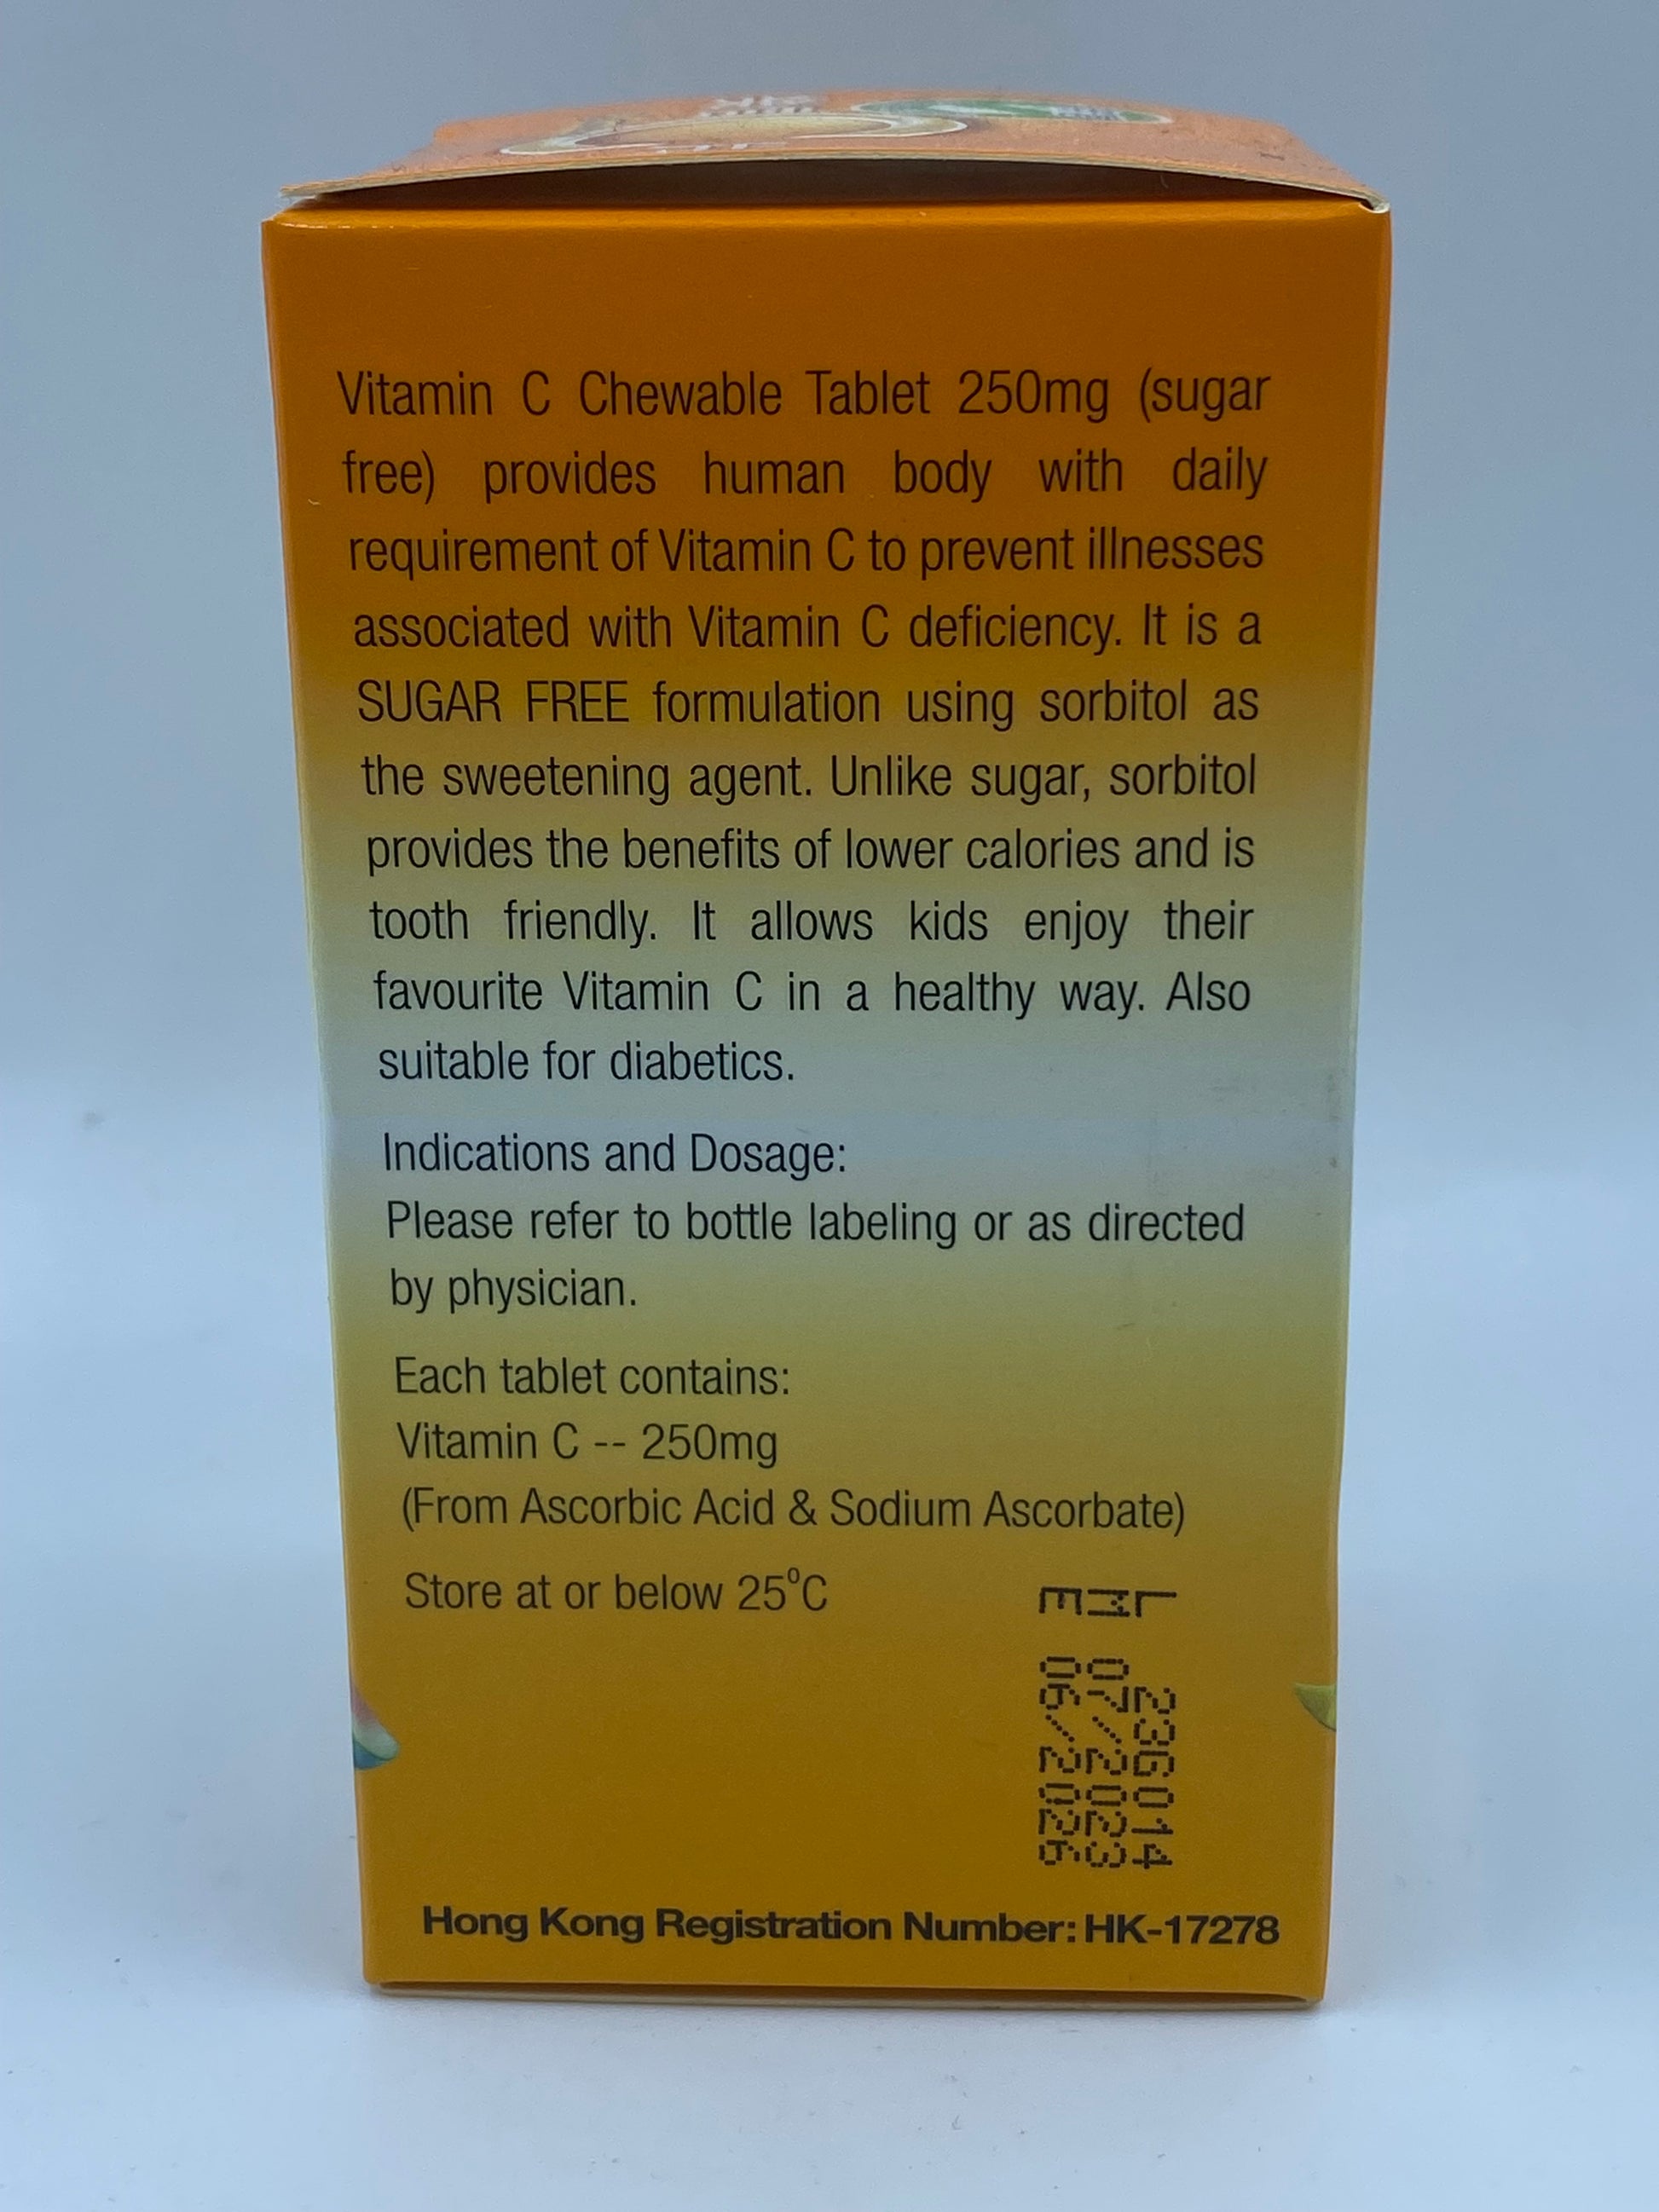 Vitamin C Chewable Tablet 250mg (sugar
free) provides human body with daily
requirement of Vitamin C to prevent illnesses
associated with Vitamin C deficiency. It is a
SUGAR FREE formulation using sorbitol as
the sweetening agent. Unlike sugar, sorbitol
provides the benefits of lower calories and is
tooth friendly. It allows kids enjoy their
favourite Vitamin C in a healthy way. Also
suitable for diabetics.
Indications and Dosage:
Please refer to bottle labeling or as directed
by physician.
Each tablet contains:
Vitamin C -- 250mg
(From Ascorbic Acid & Sodium Ascorbate)
Store at or below 25°C
L 23G014
M 07/2023
E 06/2026
Hong Kong Registration Number: HK-17278